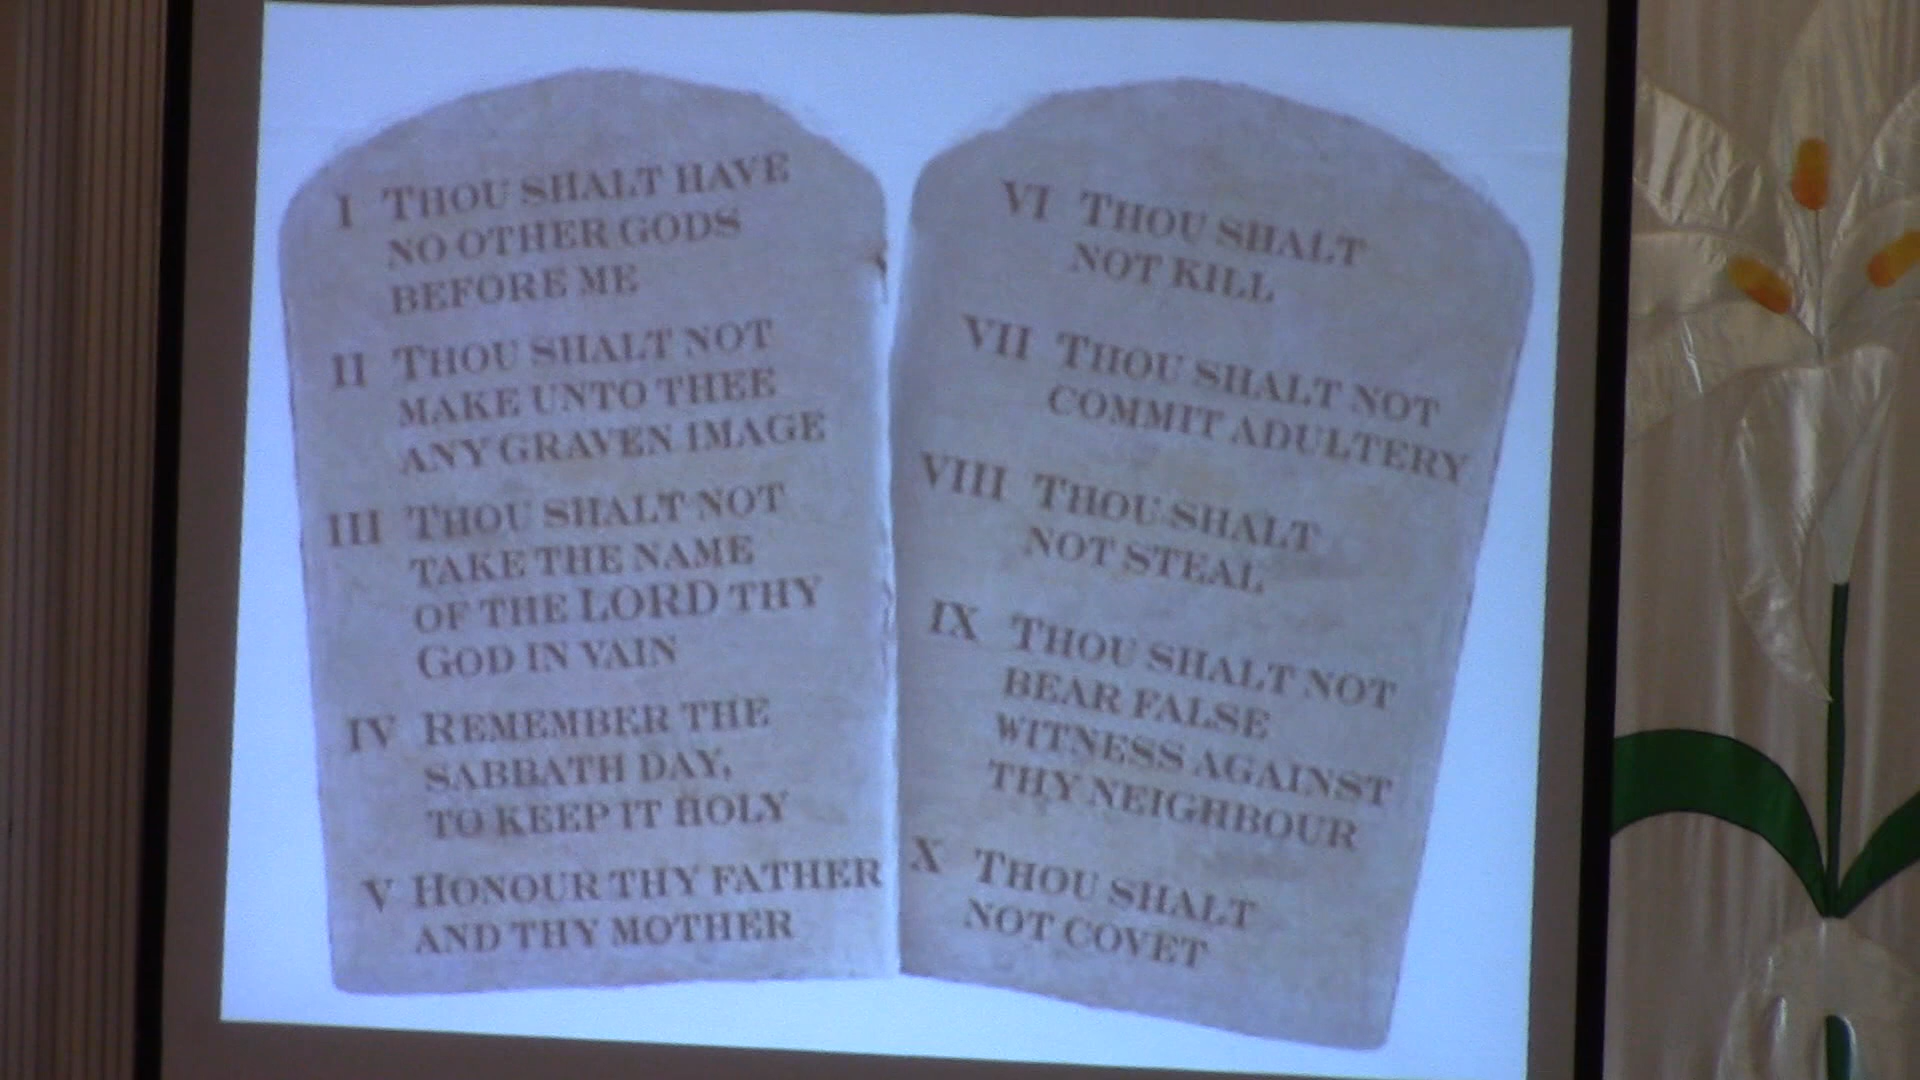 I THOU SHALT HAVE
NO OTHER GODS
BEFORE ME
II THOU SHALT NOT
MAKE UNTO THEE
ANY GRAVEN IMAGE
III THOU SHALT NOT
TAKE THE NAME
OF THE LORD THY
GOD IN VAIN
IV REMEMBER THE
SABBATH DAY,
TO KEEP IT HOLY
V HONOUR THY FATHER
AND THY MOTHER
VI THOU SHALT
NOT KILL
VII THOU SHALT NOT
COMMIT ADULTERY
VIII THOU SHALT
NOT STEAL
IX THOU SHALT NOT
BEAR FALSE
WITNESS AGAINST
THY NEIGHBOUR
X THOU SHALT
NOT COVET